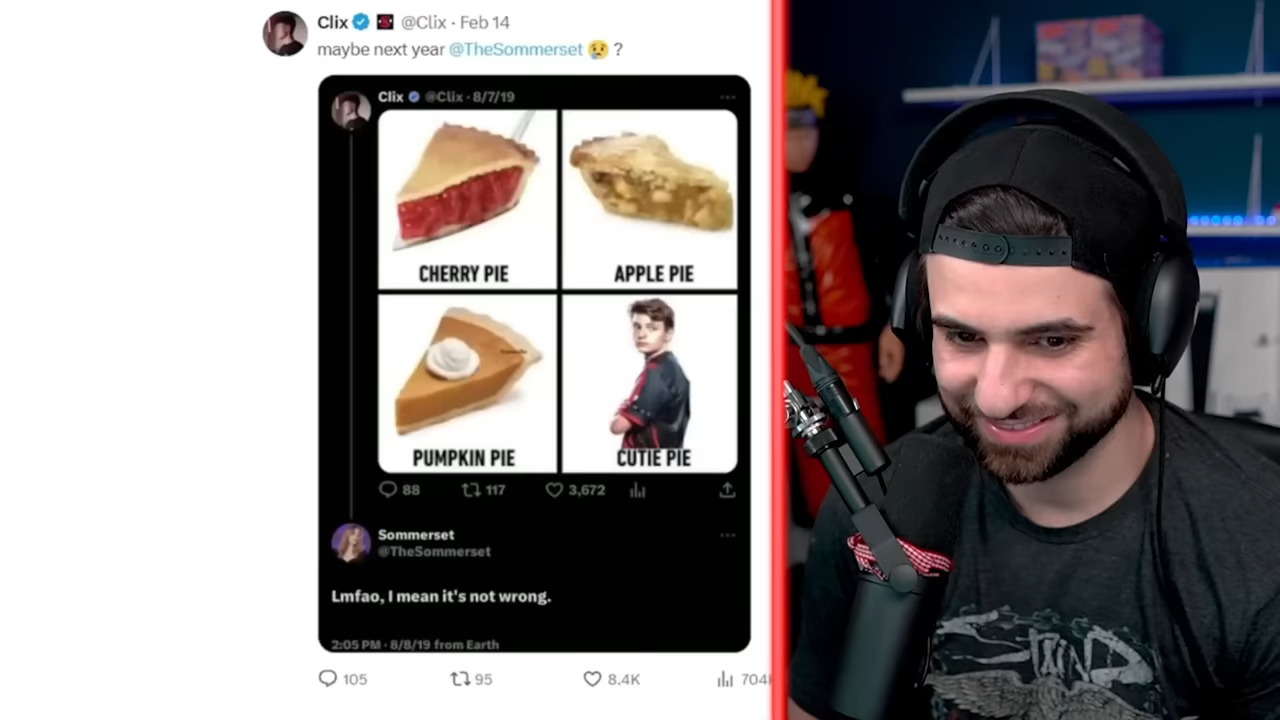 Clix @Clix · Feb 14
maybe next year @TheSommerset 😢 ?
Clix @Clix · 8/7/19
CHERRY PIE
APPLE PIE
PUMPKIN PIE
CUTIE PIE
88 117 3,672
Sommerset
@TheSommerset
Lmfao, I mean it's not wrong.
2:05 PM · 8/8/19 from Earth
105 95 8.4K 704K
STAIND